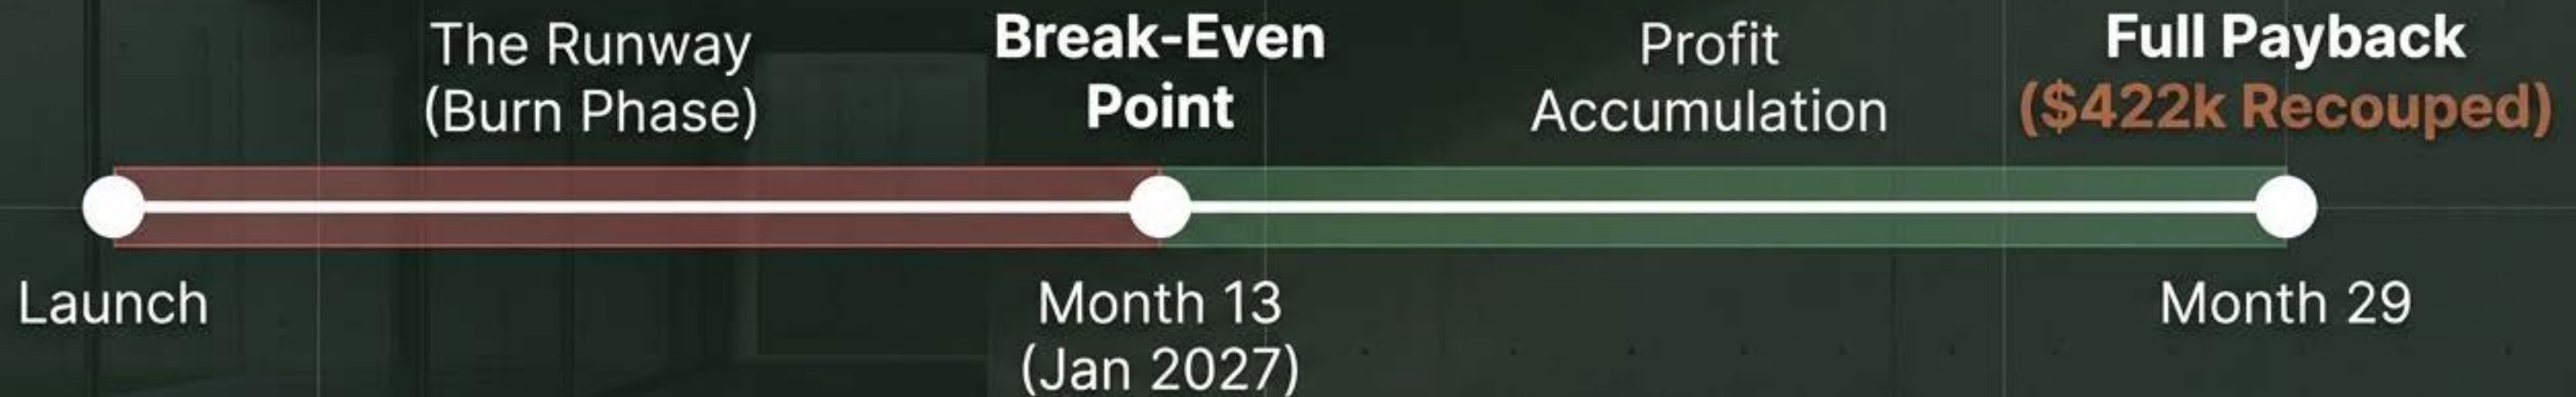 The Runway
(Burn Phase)
Break-Even
Point
Profit
Accumulation
Full Payback
($422k Recouped)
Launch
Month 13
(Jan 2027)
Month 29